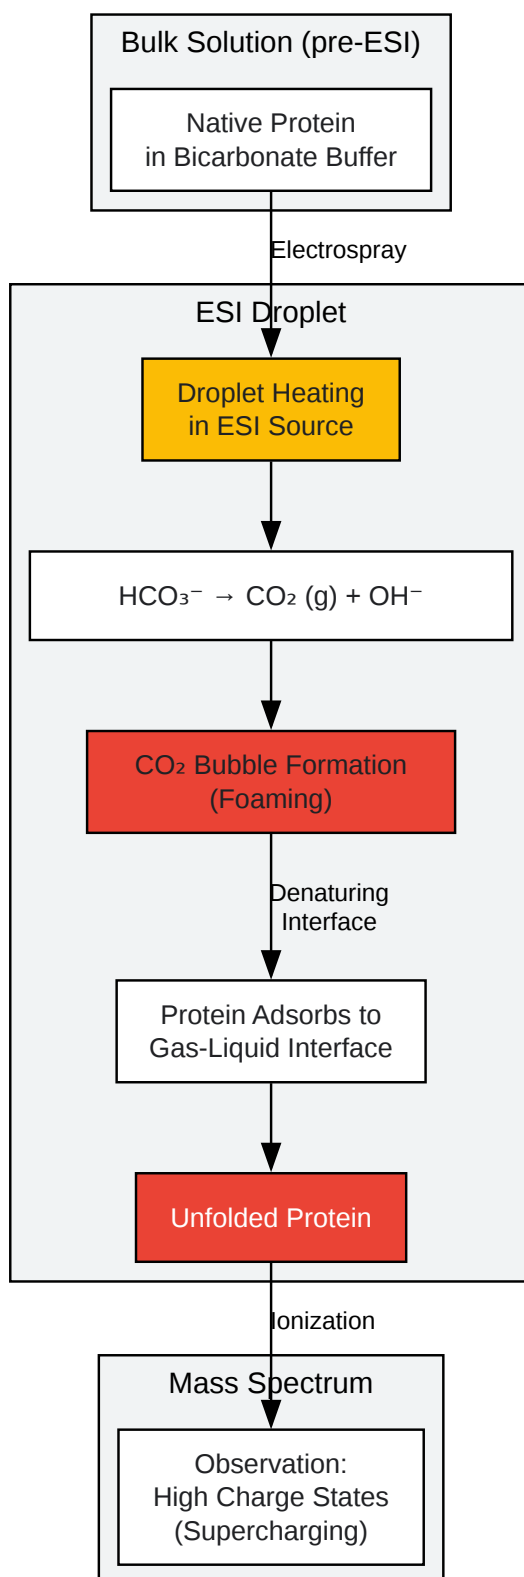 Bulk Solution (pre-ESI)
Native Protein
in Bicarbonate Buffer
Electrospray
ESI Droplet
Droplet Heating
in ESI Source
HCO₃⁻ → CO₂ (g) + OH⁻
CO₂ Bubble Formation
(Foaming)
Denaturing
Interface
Protein Adsorbs to
Gas-Liquid Interface
Unfolded Protein
Ionization
Mass Spectrum
Observation:
High Charge States
(Supercharging)